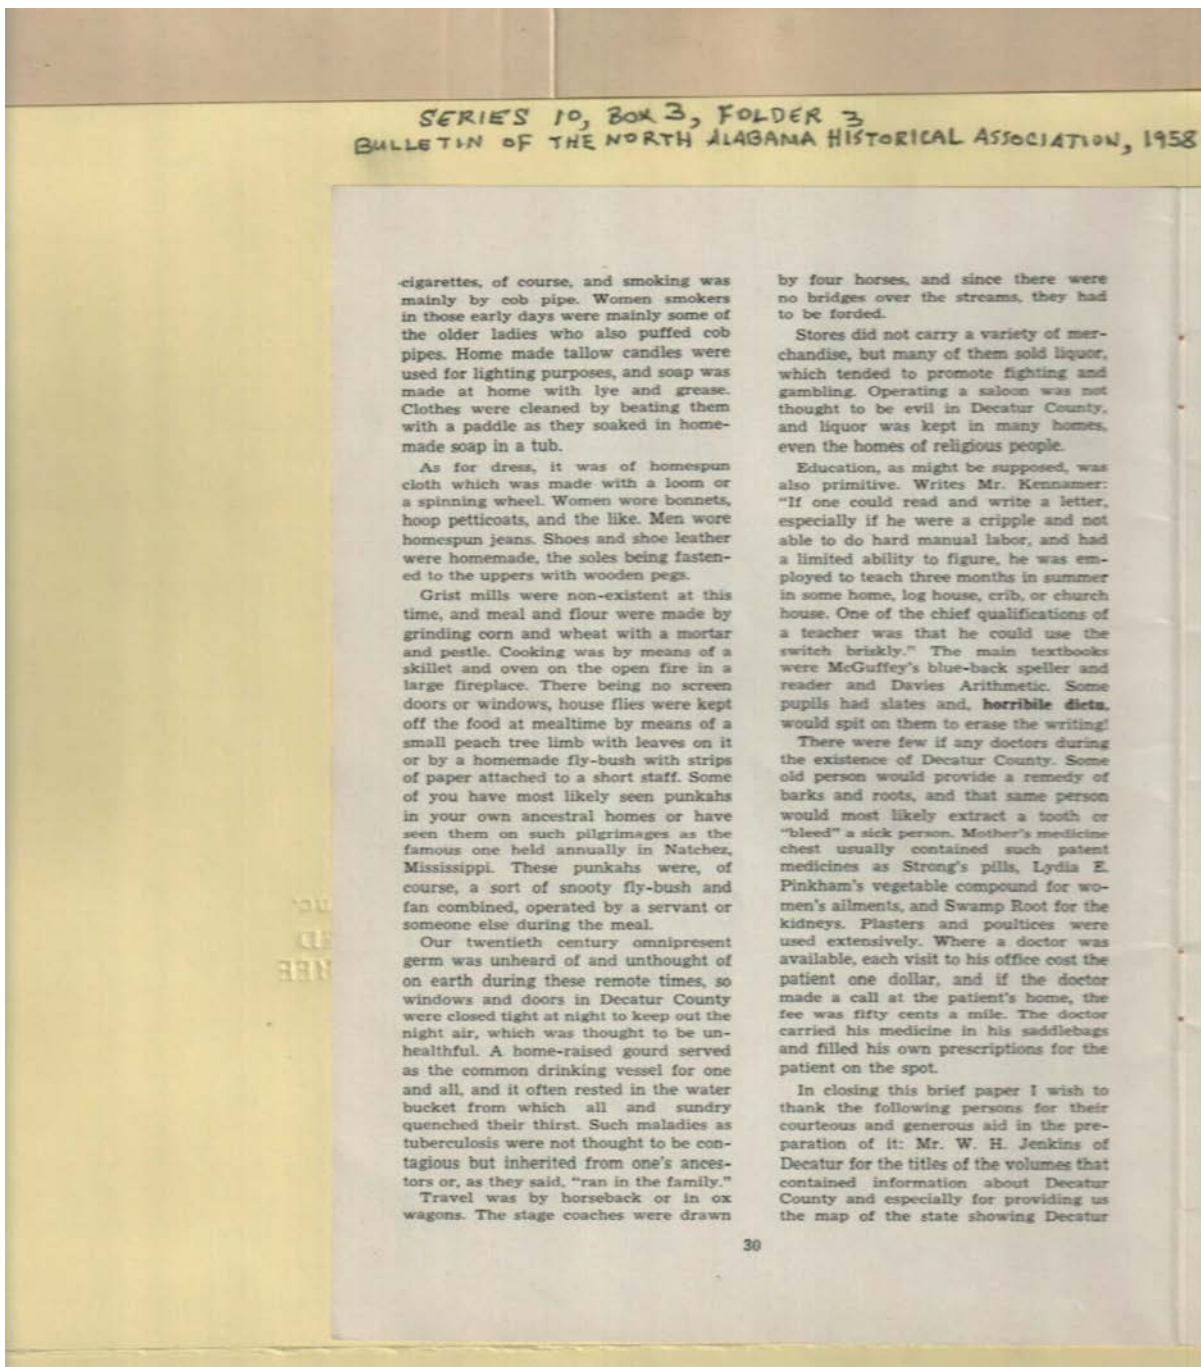 SERIES 10, BOX 3, FOLDER 3
BULLETIN OF THE NORTH ALABAMA HISTORICAL ASSOCIATION, 1958
cigarettes, of course, and smoking was
mainly by cob pipe. Women smokers
in those early days were mainly some of
the older ladies who also puffed cob
pipes. Home made tallow candles were
used for lighting purposes, and soap was
made at home with lye and grease.
Clothes were cleaned by beating them
with a paddle as they soaked in home-
made soap in a tub.
As for dress, it was of homespun
cloth which was made with a loom or
a spinning wheel. Women wore bonnets,
hoop petticoats, and the like. Men wore
homespun jeans. Shoes and shoe leather
were homemade, the soles being fasten-
ed to the uppers with wooden pegs.
Grist mills were non-existent at this
time, and meal and flour were made by
grinding corn and wheat with a mortar
and pestle. Cooking was by means of a
skillet and oven on the open fire in a
large fireplace. There being no screen
doors or windows, house flies were kept
off the food at mealtime by means of a
small peach tree limb with leaves on it
or by a homemade fly-bush with strips
of paper attached to a short staff. Some
of you have most likely seen punkahs
in your own ancestral homes or have
seen them on such pilgrimages as the
famous one held annually in Natchez,
Mississippi. These punkahs were, of
course, a sort of snooty fly-bush and
fan combined, operated by a servant or
someone else during the meal.
Our twentieth century omnipresent
germ was unheard of and unthought of
on earth during these remote times, so
windows and doors in Decatur County
were closed tight at night to keep out the
night air, which was thought to be un-
healthful. A home-raised gourd served
as the common drinking vessel for one
and all, and it often rested in the water
bucket from which all and sundry
quenched their thirst. Such maladies as
tuberculosis were not thought to be con-
tagious but inherited from one's ances-
tors or, as they said, "ran in the family."
Travel was by horseback or in ox
wagons. The stage coaches were drawn
by four horses, and since there were
no bridges over the streams, they had
to be forded.
Stores did not carry a variety of mer-
chandise, but many of them sold liquor,
which tended to promote fighting and
gambling. Operating a saloon was not
thought to be evil in Decatur County,
and liquor was kept in many homes,
even the homes of religious people.
Education, as might be supposed, was
also primitive. Writes Mr. Kennamer:
"If one could read and write a letter,
especially if he were a cripple and not
able to do hard manual labor, and had
a limited ability to figure, he was em-
ployed to teach three months in summer
in some home, log house, crib, or church
house. One of the chief qualifications of
a teacher was that he could use the
switch briskly." The main textbooks
were McGuffey's blue-back speller and
reader and Davies Arithmetic. Some
pupils had slates and, horribile dictu,
would spit on them to erase the writing!
There were few if any doctors during
the existence of Decatur County. Some
old person would provide a remedy of
barks and roots, and that same person
would most likely extract a tooth or
"bleed" a sick person. Mother's medicine
chest usually contained such patent
medicines as Strong's pills, Lydia E.
Pinkham's vegetable compound for wo-
men's ailments, and Swamp Root for the
kidneys. Plasters and poultices were
used extensively. Where a doctor was
available, each visit to his office cost the
patient one dollar, and if the doctor
made a call at the patient's home, the
fee was fifty cents a mile. The doctor
carried his medicine in his saddlebags
and filled his own prescriptions for the
patient on the spot.
In closing this brief paper I wish to
thank the following persons for their
courteous and generous aid in the pre-
paration of it: Mr. W. H. Jenkins of
Decatur for the titles of the volumes that
contained information about Decatur
County and especially for providing us
the map of the state showing Decatur
30